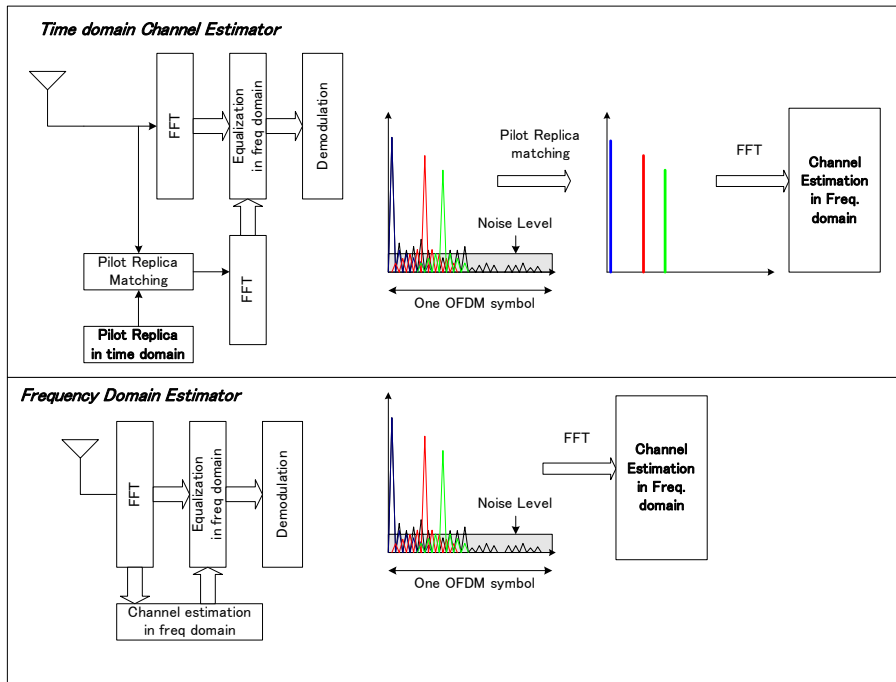 Time domain Channel Estimator
FFT
Equalization
in freq domain
Demodulation
Pilot Replica
Matching
FFT
Pilot Replica
in time domain
Pilot Replica
matching
Noise Level
One OFDM symbol
FFT
Channel
Estimation
in Freq.
domain
Frequency Domain Estimator
FFT
Equalization
in freq domain
Demodulation
Channel estimation
in freq domain
Noise Level
One OFDM symbol
FFT
Channel
Estimation
in Freq.
domain